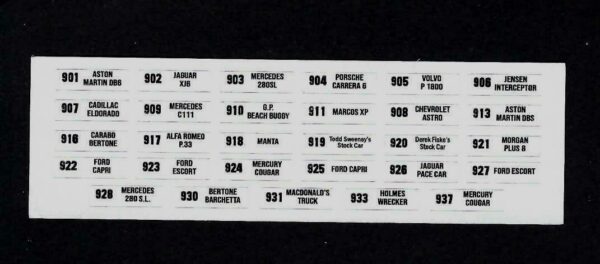 901 ASTON MARTIN DB6 902 JAGUAR XJ6 903 MERCEDES 280SL 904 PORSCHE CARRERA 6 905 VOLVO P 1800 906 JENSEN INTERCEPTOR
907 CADILLAC ELDORADO 909 MERCEDES C111 910 G.P. BEACH BUGGY 911 MARCOS XP 908 CHEVROLET ASTRO 913 ASTON MARTIN DBS
916 CARABO BERTONE 917 ALFA ROMEO P.33 918 MANTA 919 Todd Sweeney's Stock Car 920 Derek Fiske's Stock Car 921 MORGAN PLUS 8
922 FORD CAPRI 923 FORD ESCORT 924 MERCURY COUGAR 925 FORD CAPRI 926 JAGUAR PACE CAR 927 FORD ESCORT
928 MERCEDES 280 S.L. 930 BERTONE BARCHETTA 931 MACDONALD'S TRUCK 933 HOLMES WRECKER 937 MERCURY COUGAR